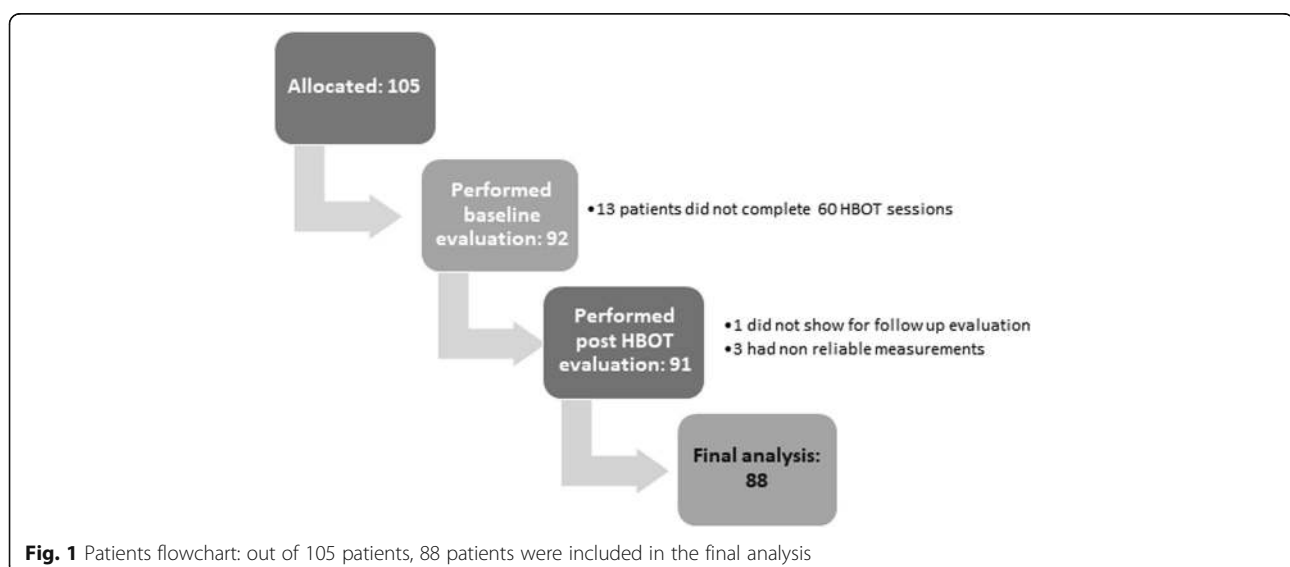 Allocated: 105
Performed
baseline
evaluation: 92
•13 patients did not complete 60 HBOT sessions
Performed
post HBOT
evaluation: 91
•1 did not show for follow up evaluation
•3 had non reliable measurements
Final analysis:
88
Fig. 1 Patients flowchart: out of 105 patients, 88 patients were included in the final analysis